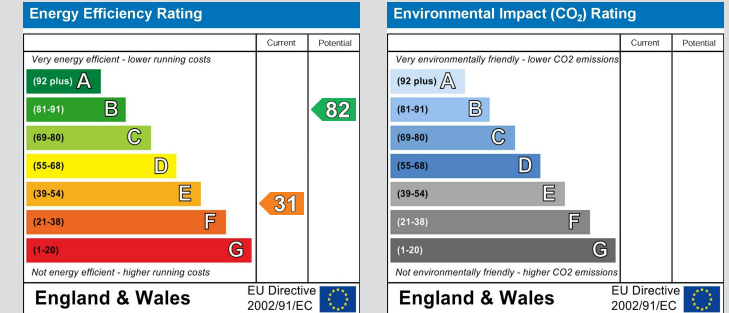 Energy Efficiency Rating
Current Potential
Very energy efficient - lower running costs
(92 plus) A
(81-91) B
82
(69-80) C
(55-68) D
(39-54) E
31
(21-38) F
(1-20) G
Not energy efficient - higher running costs
England & Wales
EU Directive
2002/91/EC
Environmental Impact (CO₂) Rating
Current Potential
Very environmentally friendly - lower CO2 emissions
(92 plus) A
(81-91) B
(69-80) C
(55-68) D
(39-54) E
(21-38) F
(1-20) G
Not environmentally friendly - higher CO2 emissions
England & Wales
EU Directive
2002/91/EC